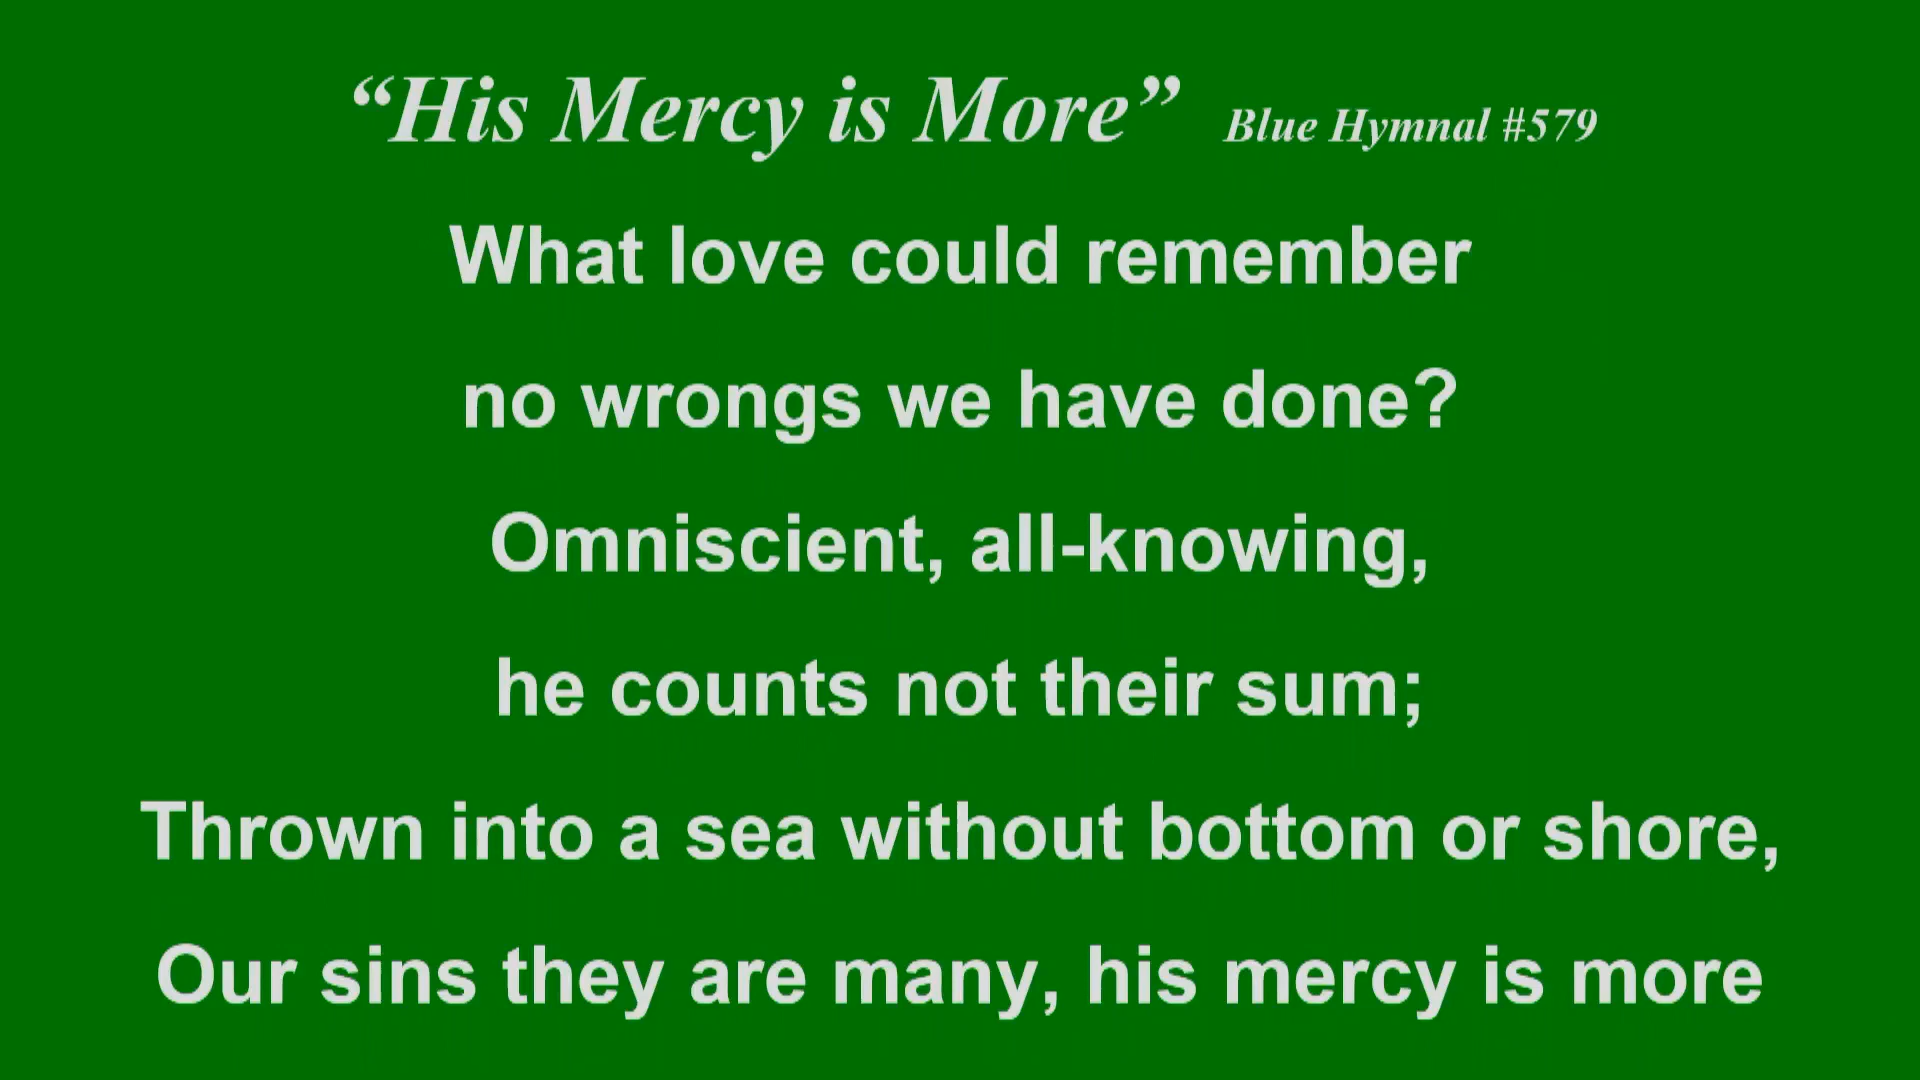 “His Mercy is More” Blue Hymnal #579
What love could remember
no wrongs we have done?
Omniscient, all-knowing,
he counts not their sum;
Thrown into a sea without bottom or shore,
Our sins they are many, his mercy is more